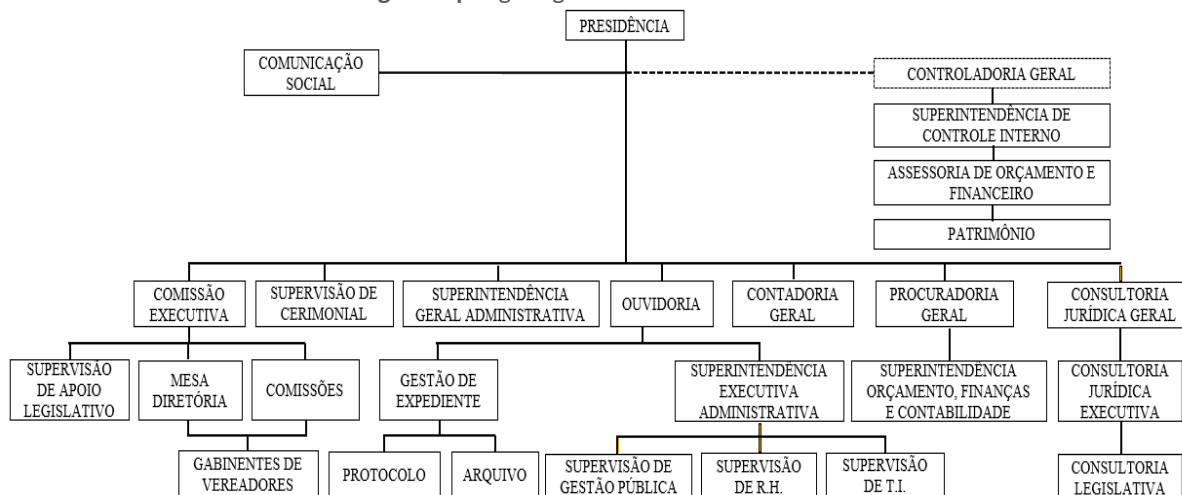 PRESIDÊNCIA
COMUNICAÇÃO
SOCIAL
CONTROLADORIA GERAL
SUPERINTENDÊNCIA DE
CONTROLE INTERNO
ASSESSORIA DE ORÇAMENTO E
FINANCEIRO
PATRIMÔNIO
COMISSÃO
EXECUTIVA
SUPERVISÃO DE
CERIMONIAL
SUPERINTENDÊNCIA
GERAL ADMINISTRATIVA
OUVIDORIA
CONTADORIA
GERAL
PROCURADORIA
GERAL
CONSULTORIA
JURÍDICA GERAL
SUPERVISÃO
DE APOIO
LEGISLATIVO
MESA
DIRETÓRIA
COMISSÕES
GESTÃO DE
EXPEDIENTE
SUPERINTENDÊNCIA
EXECUTIVA
ADMINISTRATIVA
SUPERINTENDÊNCIA
ORÇAMENTO, FINANÇAS
E CONTABILIDADE
CONSULTORIA
JURÍDICA
EXECUTIVA
GABINENTES DE
VEREADORES
PROTOCOLO
ARQUIVO
SUPERVISÃO DE
GESTÃO PÚBLICA
SUPERVISÃO
DE R.H.
SUPERVISÃO
DE T.I.
CONSULTORIA
LEGISLATIVA